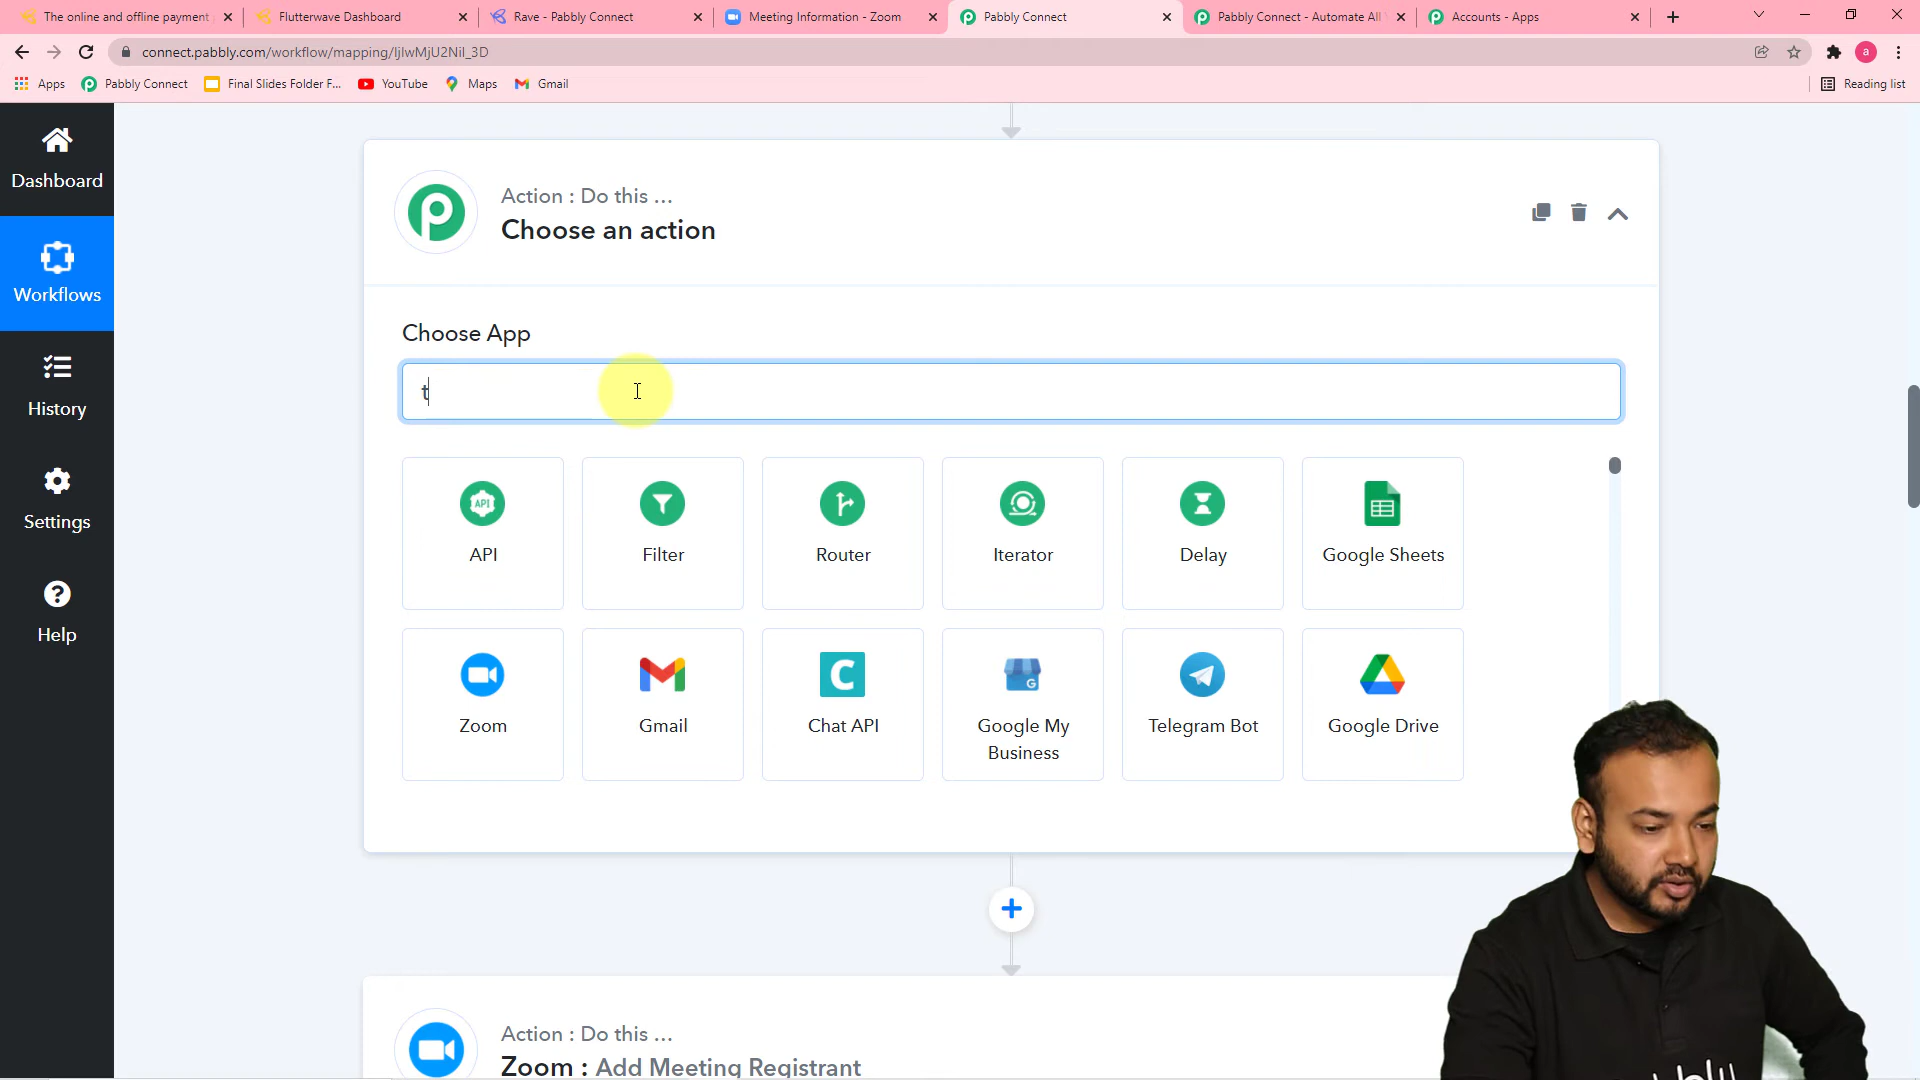 The online and offline payment
Flutterwave Dashboard
Rave - Pabbly Connect
Meeting Information - Zoom
Pabbly Connect
Pabbly Connect - Automate All
Accounts - Apps
connect.pabbly.com/workflow/mapping/IjIwMjU2NiI_3D
a
Apps
Pabbly Connect
Final Slides Folder F...
YouTube
Maps
Gmail
Reading list
Dashboard
Workflows
History
Settings
Help
Action : Do this ...
Choose an action
Choose App
t
API
Filter
Router
Iterator
Delay
Google Sheets
Zoom
Gmail
Chat API
Google My
Business
Telegram Bot
Google Drive
Action : Do this ...
Zoom : Add Meeting Registrant